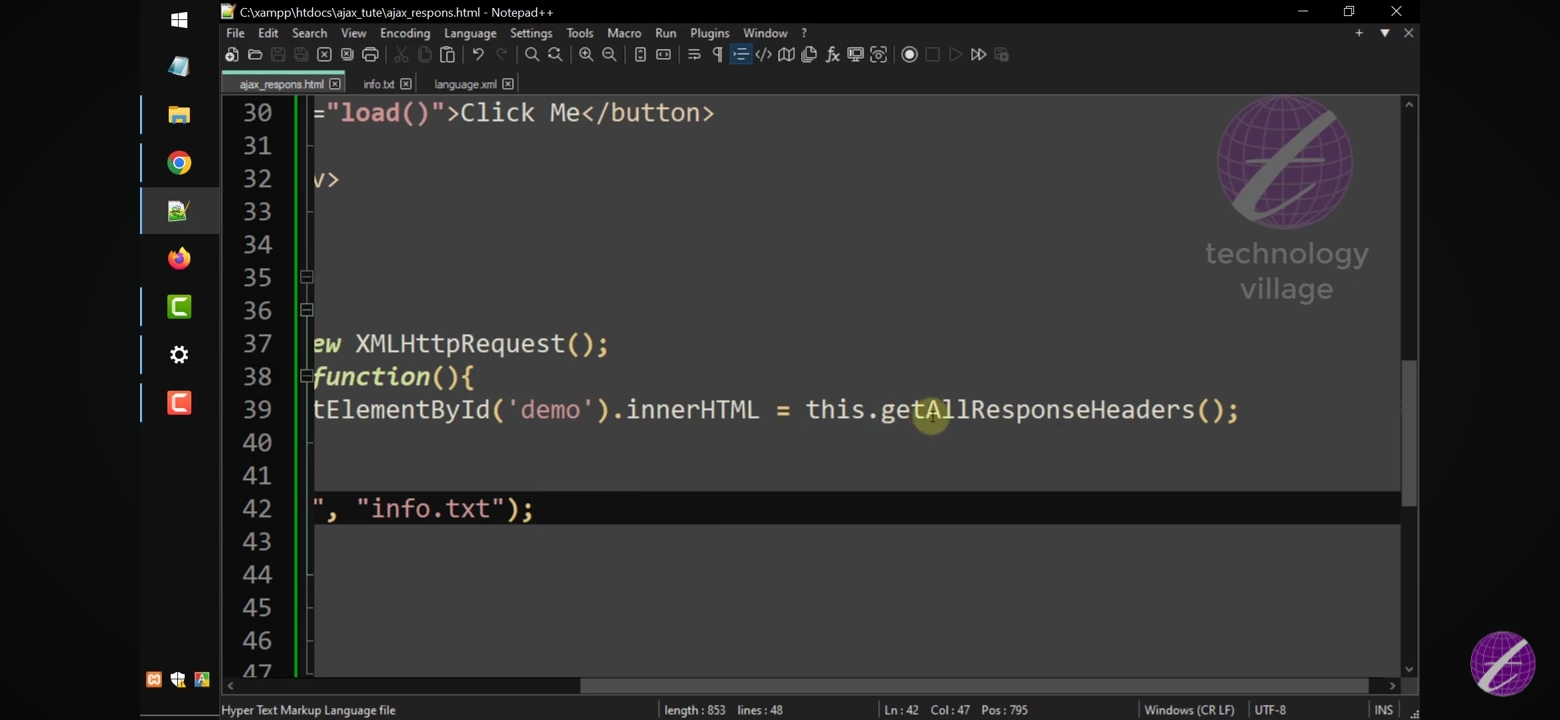 C:\xampp\htdocs\ajax_tute\ajax_respons.html - Notepad++
File Edit Search View Encoding Language Settings Tools Macro Run Plugins Window ?
ajax_respons.html info.txt language.xml
30 ="load()">Click Me</button>
31
32 v>
33
34
35
36
37 ew XMLHttpRequest();
38 function(){
39 tElementById('demo').innerHTML = this.getAllResponseHeaders();
40
41
42 ", "info.txt");
43
44
45
46
47
technology
village
Hyper Text Markup Language file length : 853 lines : 48 Ln : 42 Col : 47 Pos : 795 Windows (CR LF) UTF-8 INS